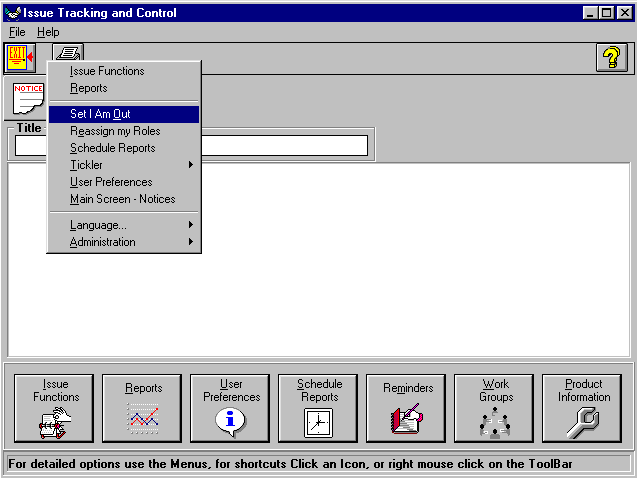 Issue Tracking and Control
File Help
EXIT
Issue Functions
Reports
NOTICE
Set I Am Out
Title
Reassign my Roles
Schedule Reports
Tickler
User Preferences
Main Screen - Notices
Language...
Administration
Issue Functions
Reports
User Preferences
Schedule Reports
Reminders
Work Groups
Product Information
For detailed options use the Menus, for shortcuts Click an Icon, or right mouse click on the ToolBar